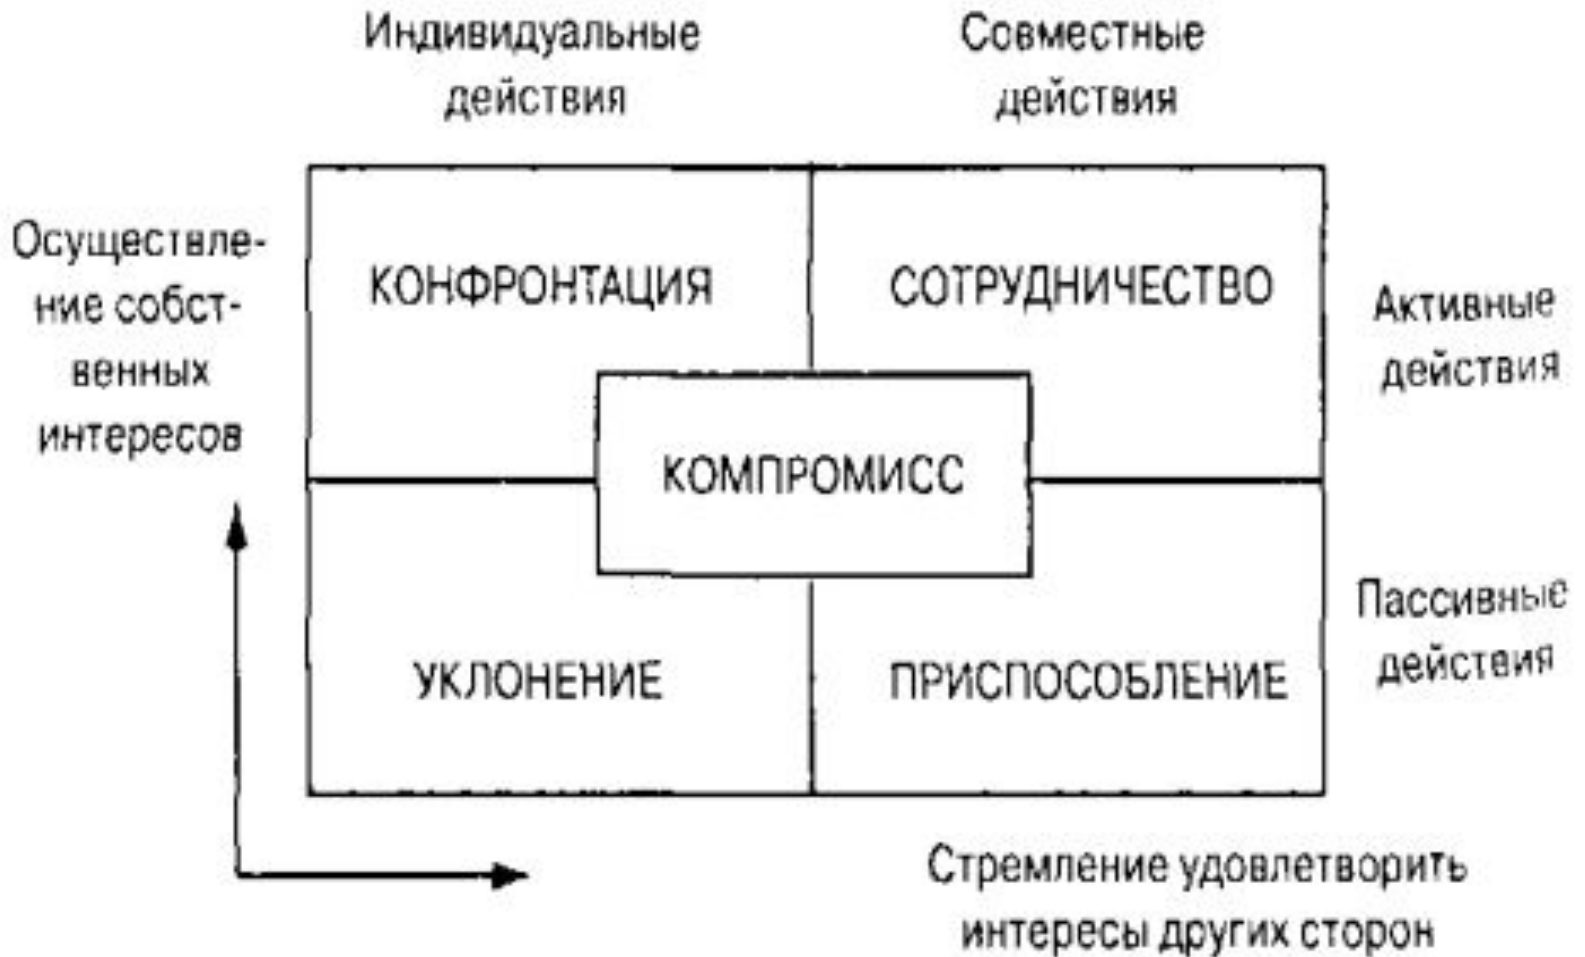 Индивидуальные
действия
Совместные
действия
Осуществле-
ние собст-
венных
интересов
КОНФРОНТАЦИЯ
СОТРУДНИЧЕСТВО
Активные
действия
КОМПРОМИСС
УКЛОНЕНИЕ
ПРИСПОСОБЛЕНИЕ
Пассивные
действия
Стремление удовлетворить
интересы других сторон